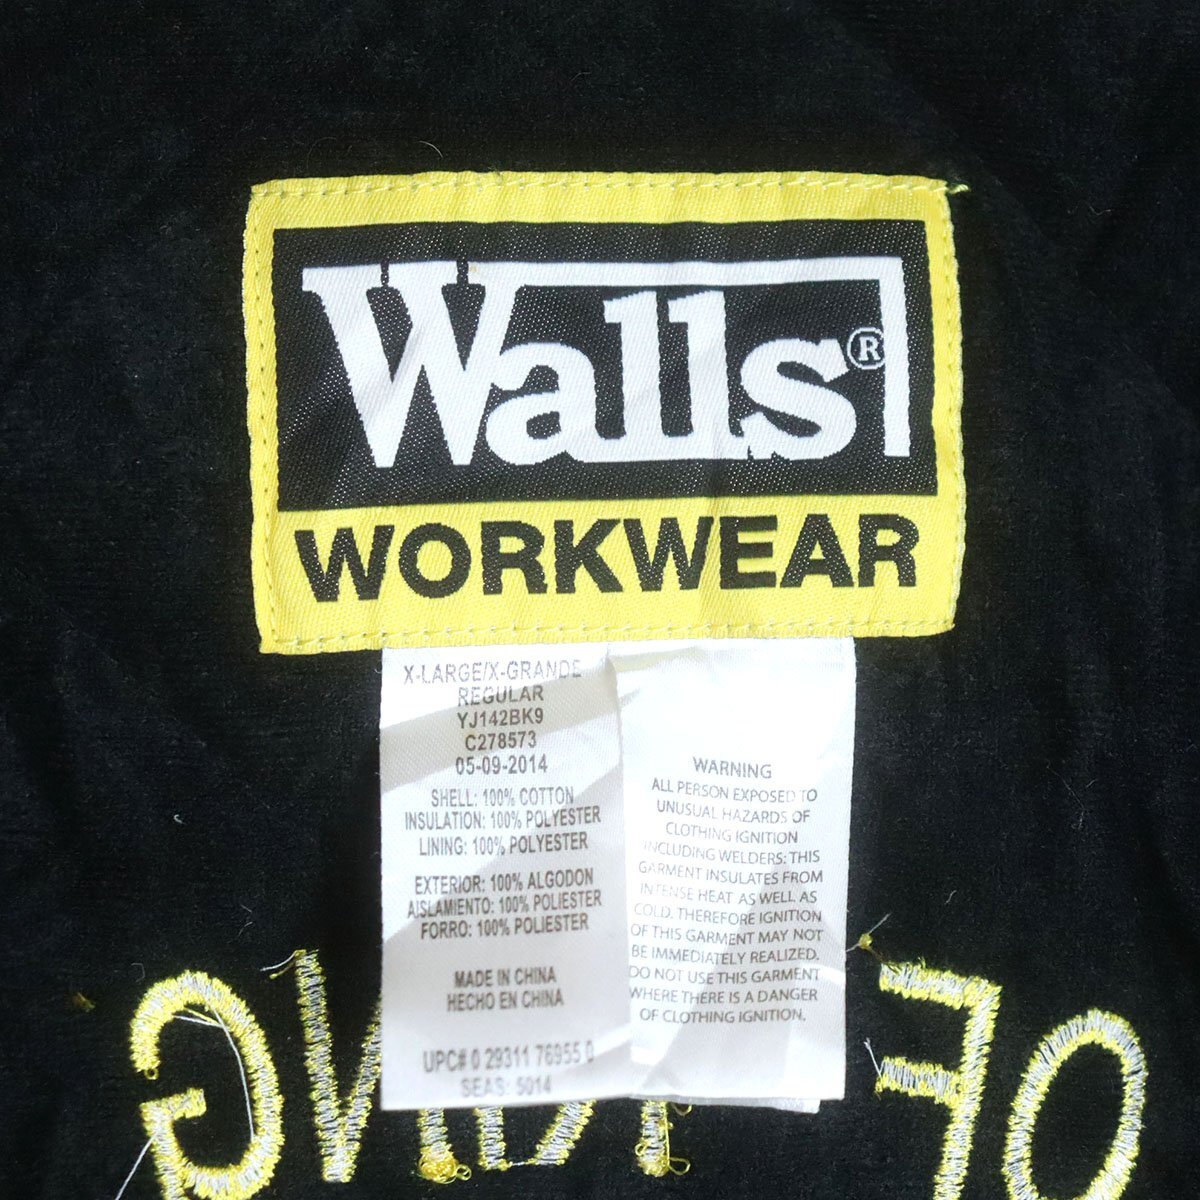 Walls®
WORKWEAR
X-LARGE/X-GRANDE
REGULAR
YJ142BK9
C278573
05-09-2014
SHELL: 100% COTTON
INSULATION: 100% POLYESTER
LINING: 100% POLYESTER
EXTERIOR: 100% ALGODON
AISLAMIENTO: 100% POLIESTER
FORRO: 100% POLIESTER
MADE IN CHINA
HECHO EN CHINA
UPC# 0 29311 76955 0
SEAS: 5014
WARNING
ALL PERSON EXPOSED TO
UNUSUAL HAZARDS OF
CLOTHING IGNITION
INCLUDING WELDERS: THIS
GARMENT INSULATES FROM
INTENSE HEAT AS WELL AS
COLD. THEREFORE IGNITION
OF THIS GARMENT MAY NOT
BE IMMEDIATELY REALIZED.
DO NOT USE THIS GARMENT
WHERE THERE IS A DANGER
OF CLOTHING IGNITION.
OF